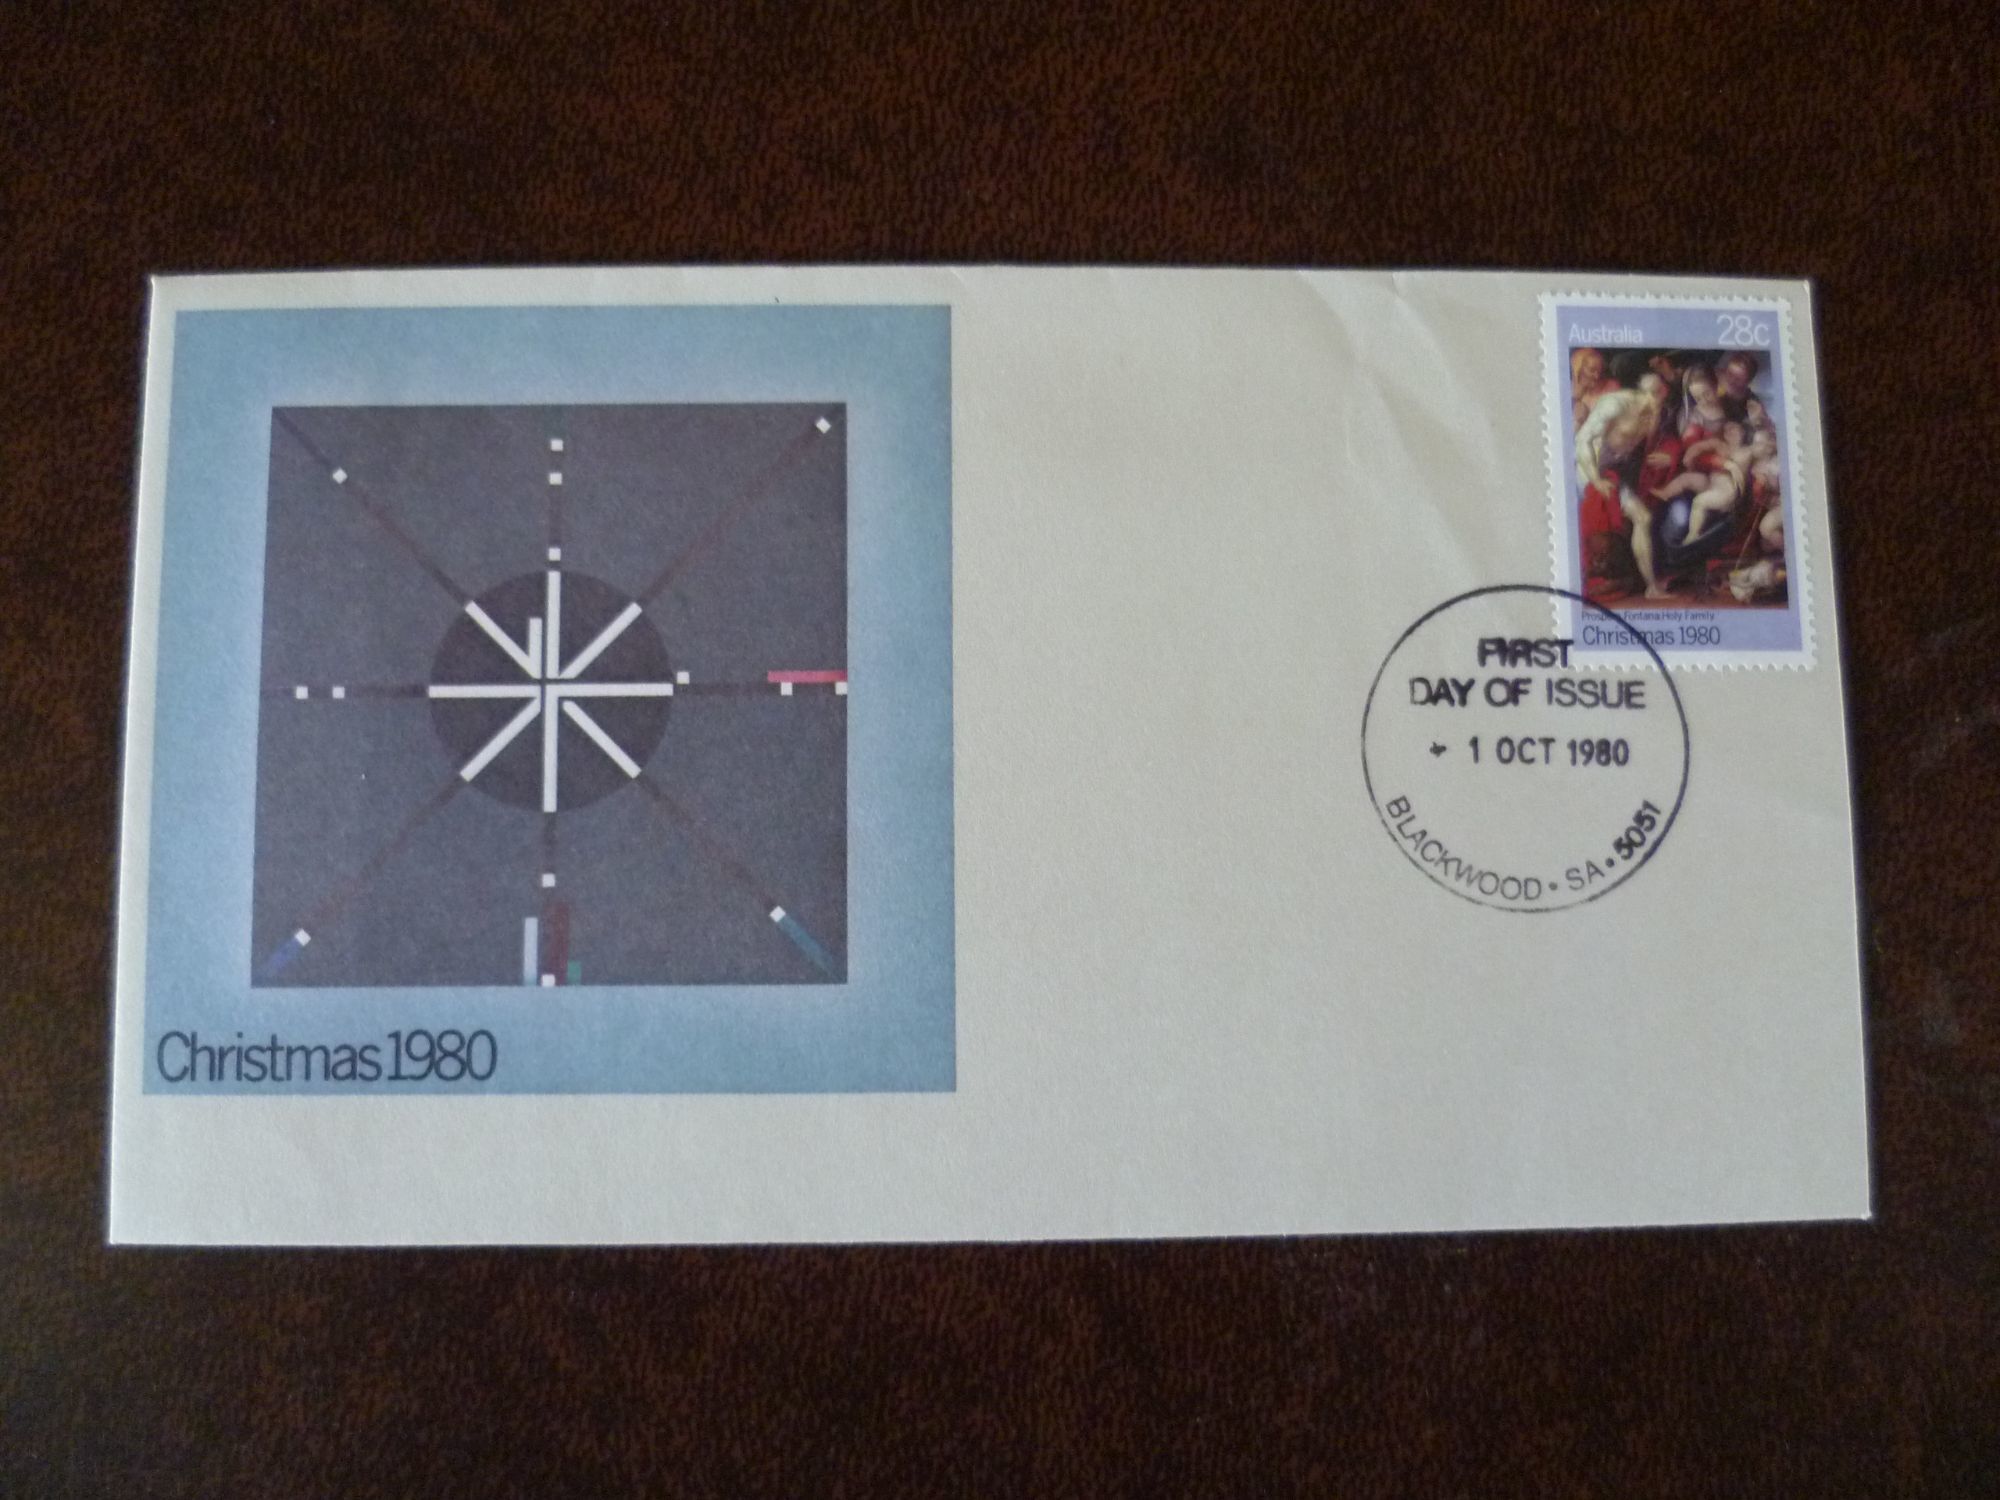 Australia 28c
Prospero Fontana: Holy Family
Christmas 1980
FIRST
DAY OF ISSUE
1 OCT 1980
BLACKWOOD • SA • 5051
Christmas 1980